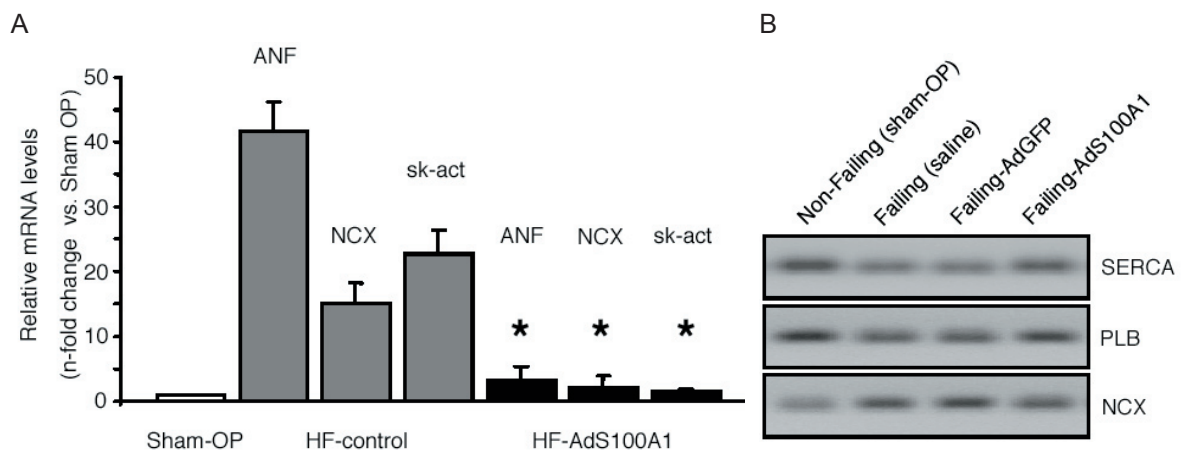 A
Relative mRNA levels
(n-fold change vs. Sham OP)
50
40
30
20
10
0
ANF
NCX
sk-act
ANF
NCX
sk-act
* * *
Sham-OP HF-control HF-AdS100A1
B
Non-Failing (sham-OP)
Failing (saline)
Failing-AdGFP
Failing-AdS100A1
SERCA
PLB
NCX